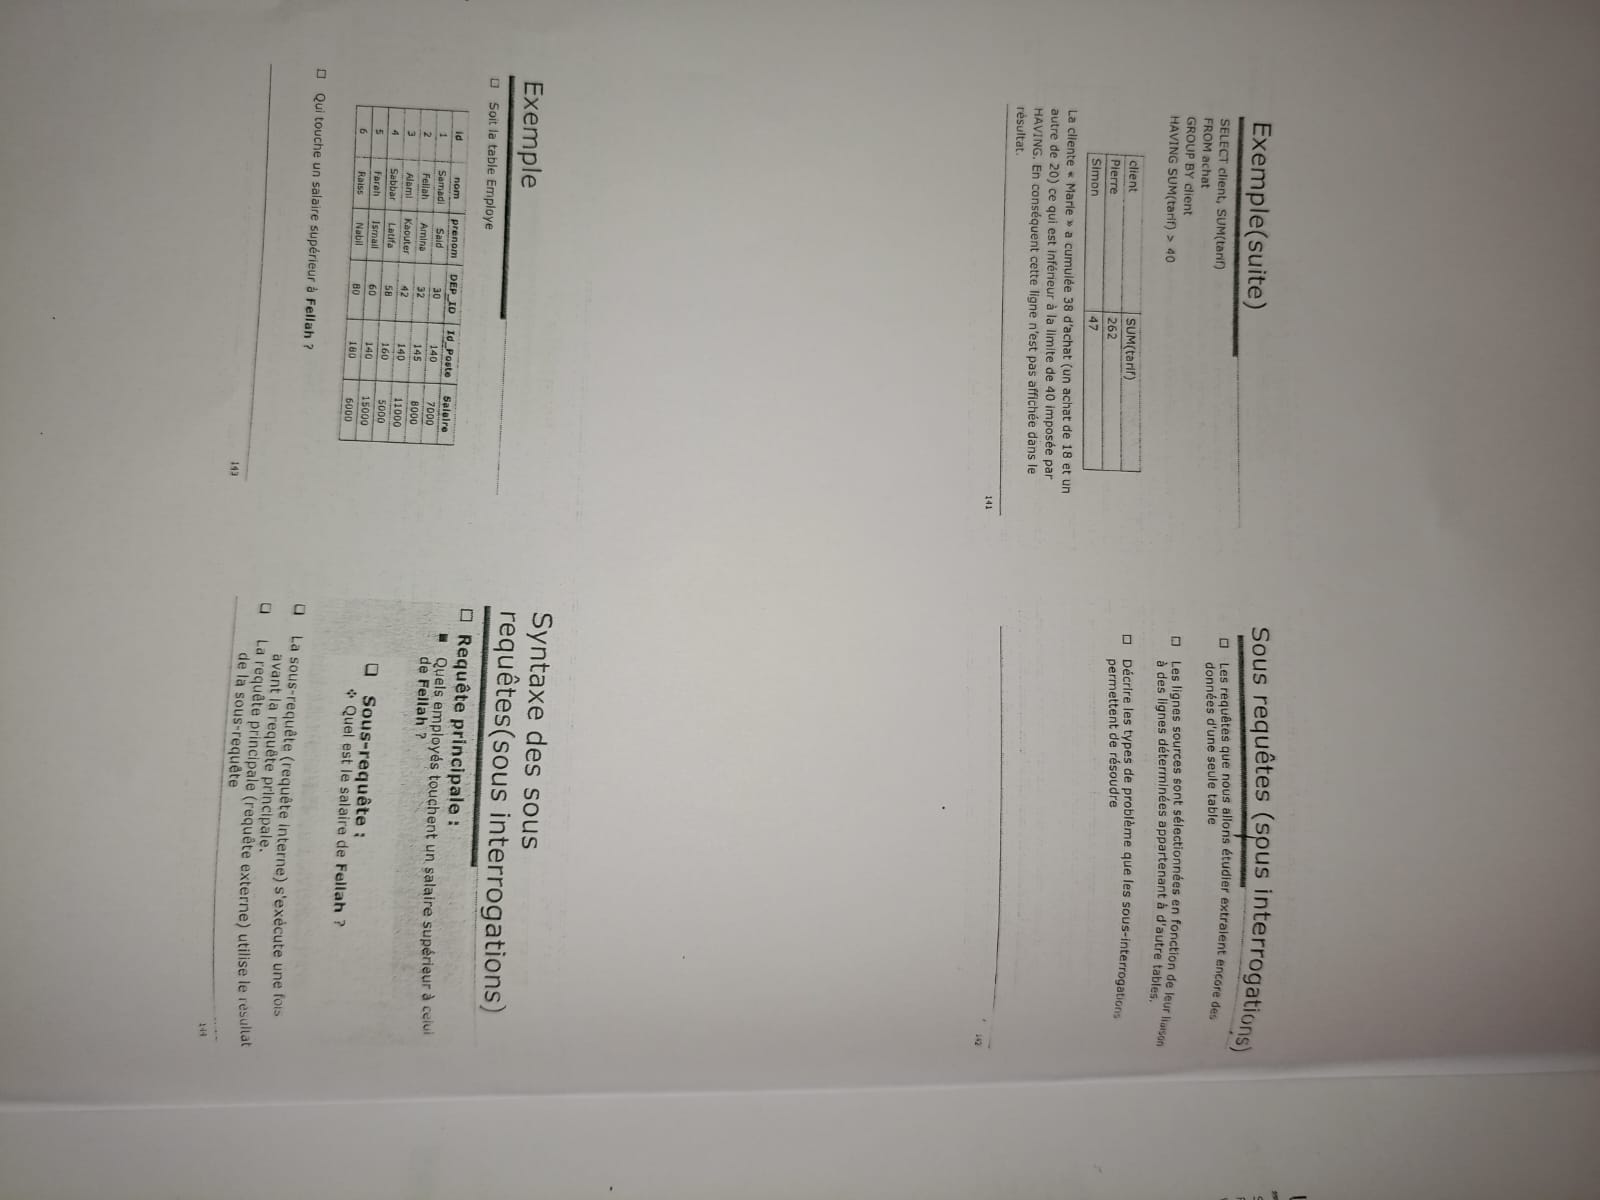 Exemple(suite)
SELECT client, SUM(tarif)
FROM achat
GROUP BY client
HAVING SUM(tarif) > 40
client SUM(tarif)
Pierre 262
Simon 47
La cliente « Marie » a cumulée 38 d'achat (un achat de 18 et un
autre de 20) ce qui est inférieur à la limite de 40 imposée par
HAVING. En conséquent cette ligne n'est pas affichée dans le
résultat.
141
Sous requêtes (sous interrogations)
Les requêtes que nous allons étudier extraient encore des
données d'une seule table
Les lignes sources sont sélectionnées en fonction de leur liaison
à des lignes déterminées appartenant à d'autre tables.
Décrire les types de problème que les sous-interrogations
permettent de résoudre
142
Exemple
Soit la table Employe
id nom prenom DEP_ID Id_Poste Salaire
1 Samadi Said 30 140 7000
2 Fellah Amina 32 145 8000
3 Alami Kaouter 42 140 11000
4 Sabbar Latifa 58 160 5000
5 Farah Ismail 60 140 15000
6 Raiss Nabil 80 180 6000
Qui touche un salaire supérieur à Fellah ?
143
Syntaxe des sous
requêtes(sous interrogations)
Requête principale :
Quels employés touchent un salaire supérieur à celui
de Fellah ?
Sous-requête :
Quel est le salaire de Fellah ?
La sous-requête (requête interne) s'exécute une fois
avant la requête principale.
La requête principale (requête externe) utilise le résultat
de la sous-requête
144